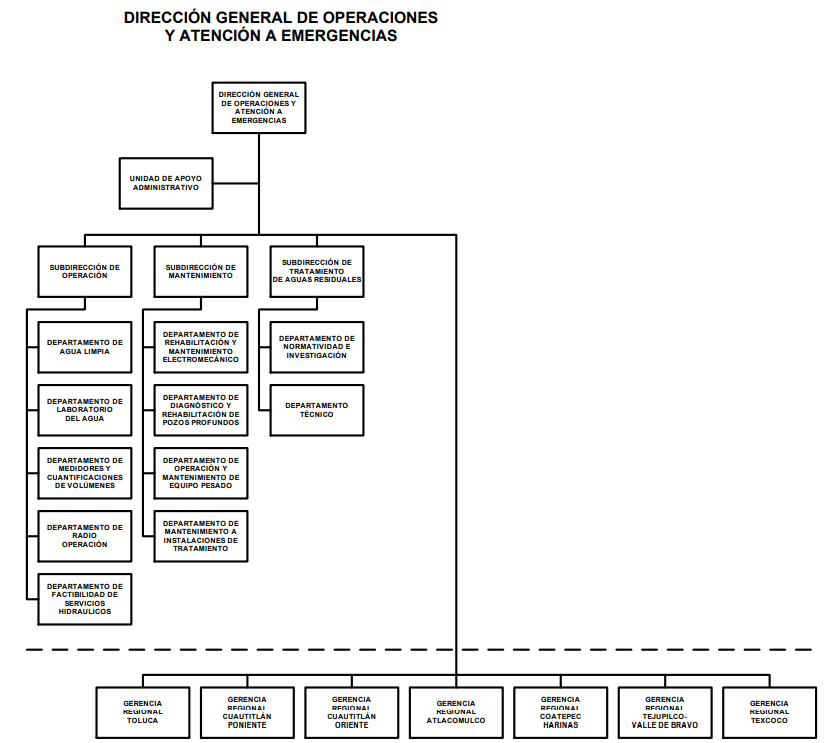 DIRECCIÓN GENERAL DE OPERACIONES
Y ATENCIÓN A EMERGENCIAS
DIRECCIÓN GENERAL
DE OPERACIONES Y
ATENCIÓN A
EMERGENCIAS
UNIDAD DE APOYO
ADMINISTRATIVO
SUBDIRECCIÓN DE
OPERACIÓN
SUBDIRECCIÓN DE
MANTENIMIENTO
SUBDIRECCIÓN DE
TRATAMIENTO
DE AGUAS RESIDUALES
DEPARTAMENTO DE
AGUA LIMPIA
DEPARTAMENTO DE
REHABILITACIÓN Y
MANTENIMIENTO
ELECTROMECÁNICO
DEPARTAMENTO DE
NORMATIVIDAD E
INVESTIGACIÓN
DEPARTAMENTO DE
LABORATORIO
DEL AGUA
DEPARTAMENTO DE
DIAGNÓSTICO Y
REHABILITACIÓN DE
POZOS PROFUNDOS
DEPARTAMENTO
TÉCNICO
DEPARTAMENTO DE
MEDIDORES Y
CUANTIFICACIONES
DE VOLÚMENES
DEPARTAMENTO DE
OPERACIÓN Y
MANTENIMIENTO DE
EQUIPO PESADO
DEPARTAMENTO DE
RADIO
OPERACIÓN
DEPARTAMENTO DE
MANTENIMIENTO A
INSTALACIONES DE
TRATAMIENTO
DEPARTAMENTO DE
FACTIBILIDAD DE
SERVICIOS
HIDRAULICOS
GERENCIA
REGIONAL
TOLUCA
GERENCIA
REGIONAL
CUAUTITLÁN
PONIENTE
GERENCIA
REGIONAL
CUAUTITLÁN
ORIENTE
GERENCIA
REGIONAL
ATLACOMULCO
GERENCIA
REGIONAL
COATEPEC
HARINAS
GERENCIA
REGIONAL
TEJUPILCO-
VALLE DE BRAVO
GERENCIA
REGIONAL
TEXCOCO